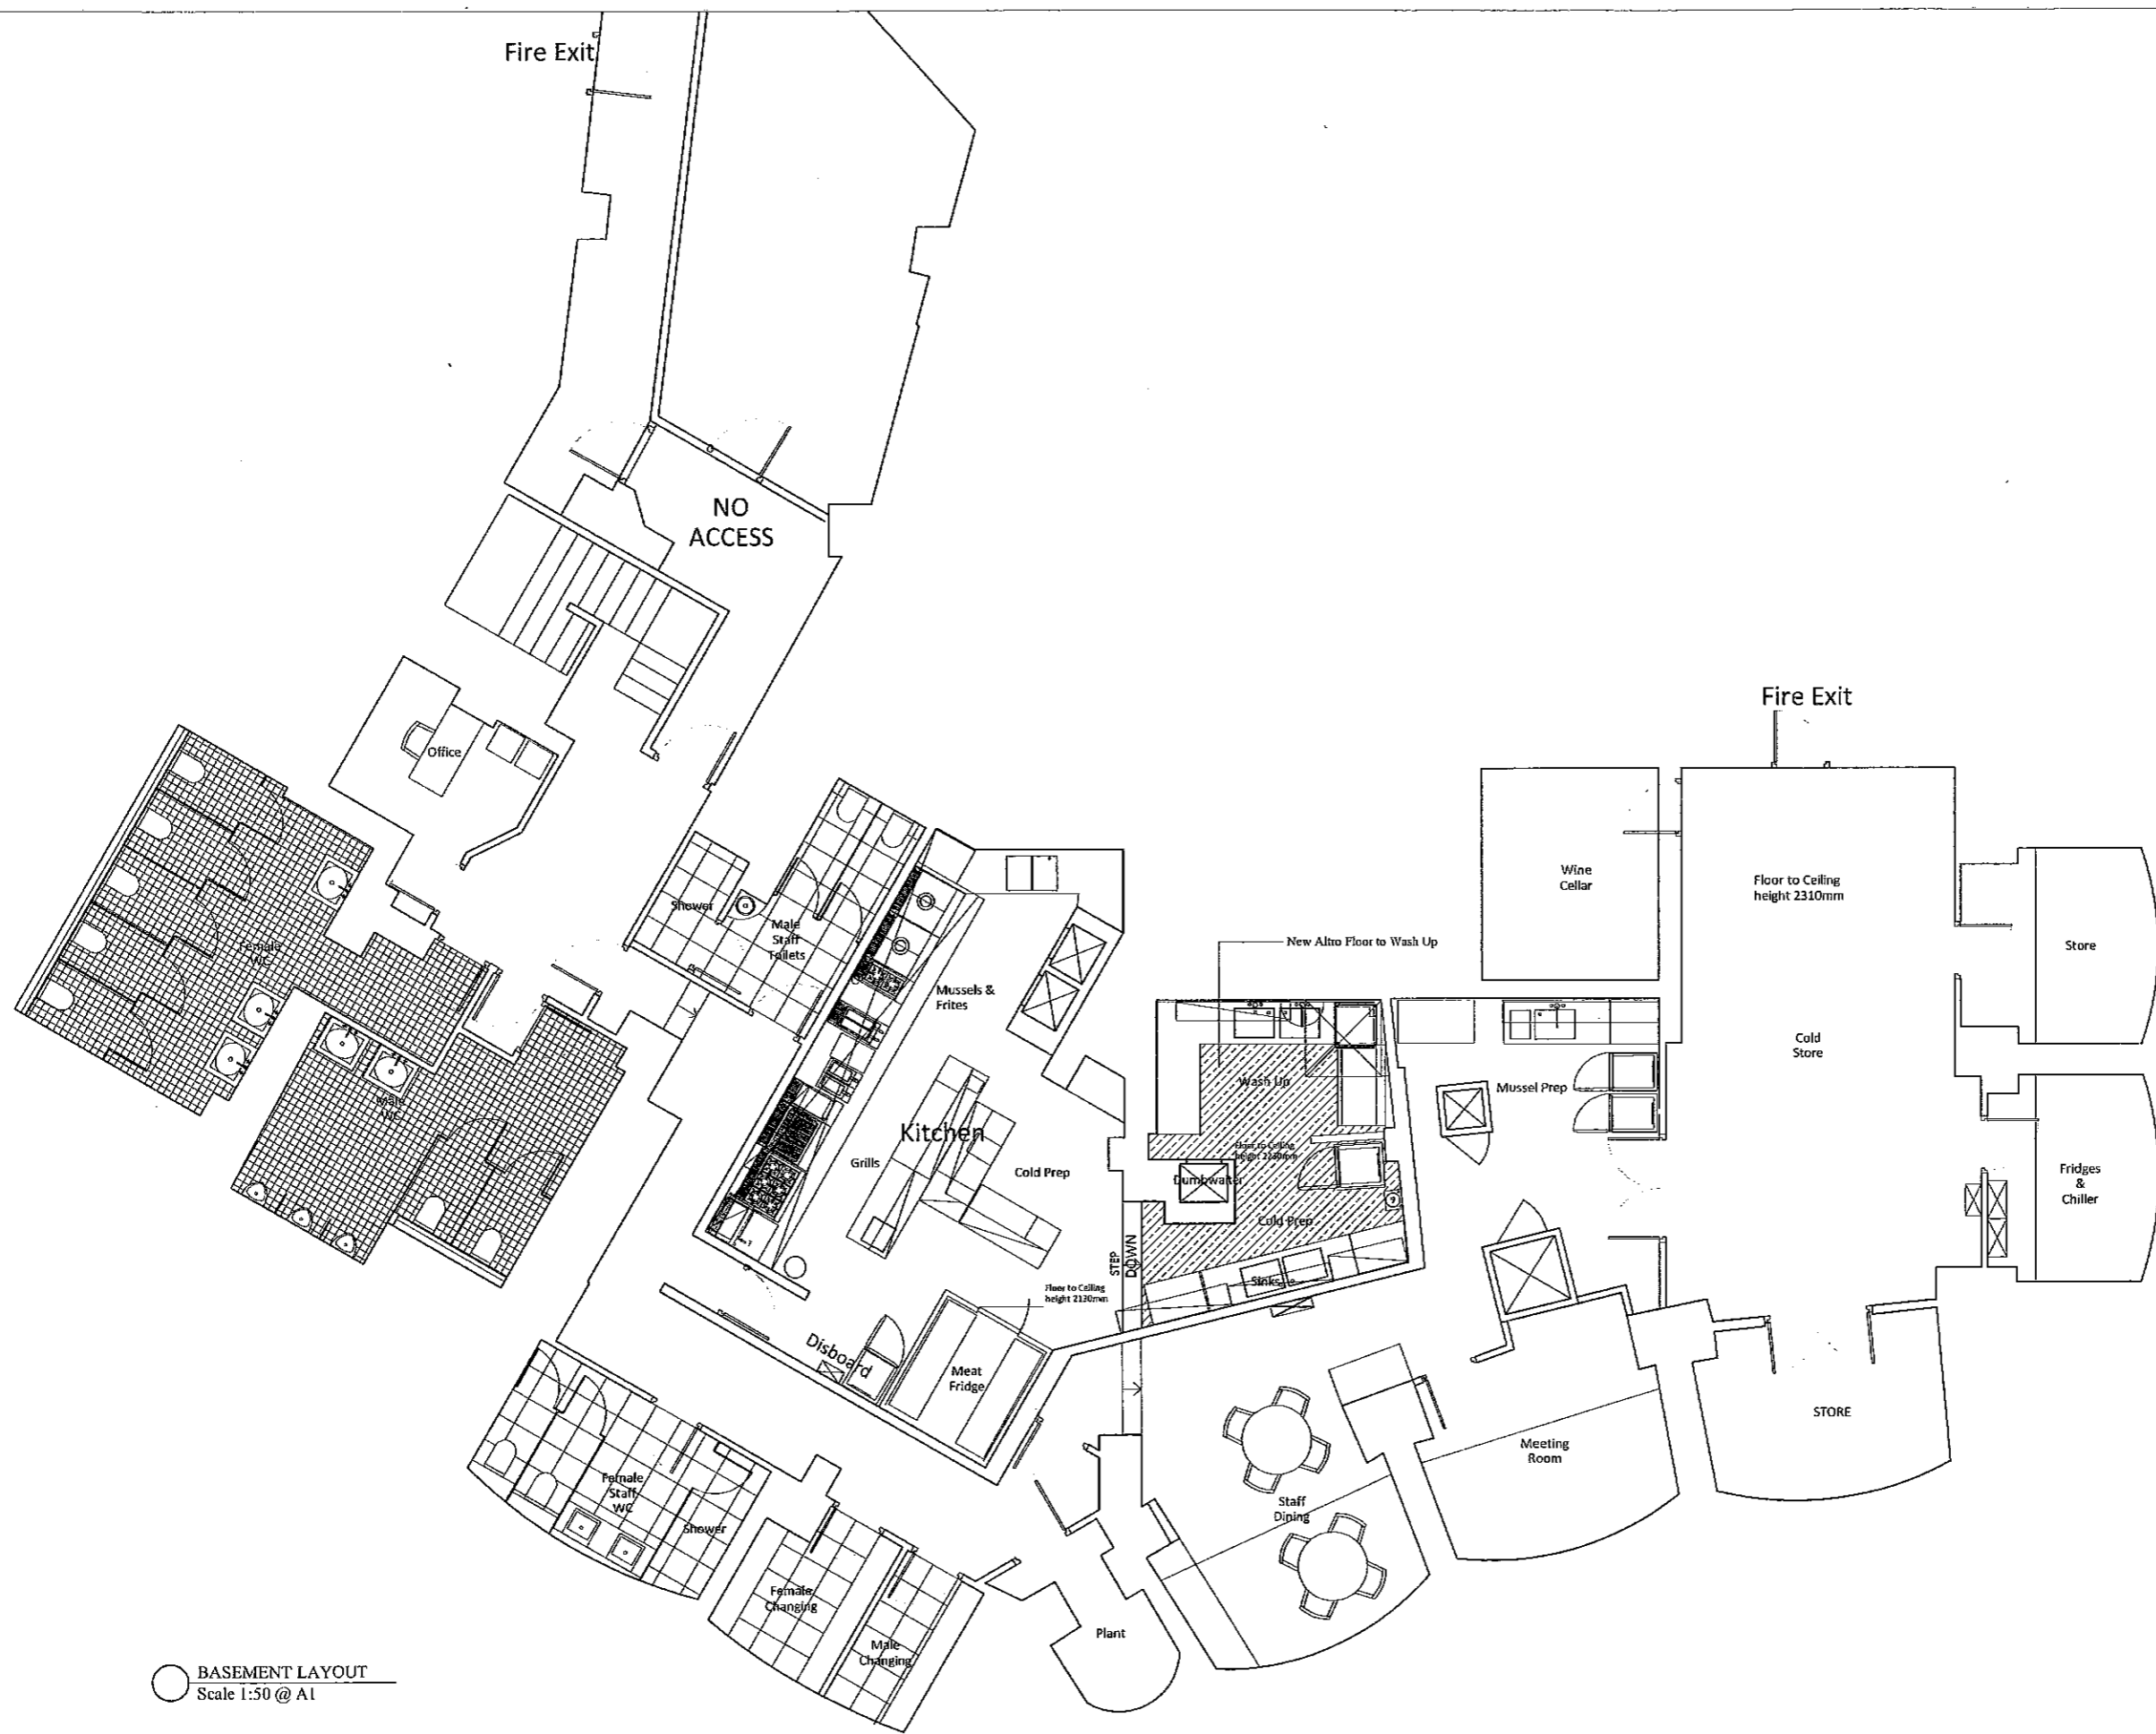 Fire Exit
NO
ACCESS
Fire Exit
Office
Wine
Cellar
Floor to Ceiling
height 2310mm
Shower
Male
Staff
Toilets
Female
WC
New Altro Floor to Wash Up
Store
Mussels &
Frites
Cold
Store
Wash Up
Mussel Prep
Male
WC
Kitchen
Grills
Cold Prep
Floor to Ceiling
Dumbwaiter
Fridges
&
Chiller
Cold Prep
STEP
DOWN
Sinks
Floor to Ceiling
height 2130mm
Disboard
Meat
Fridge
STORE
Meeting
Room
Female
Staff
WC
Shower
Staff
Dining
Female
Changing
Male
Changing
Plant
BASEMENT LAYOUT
Scale 1:50 @ A1